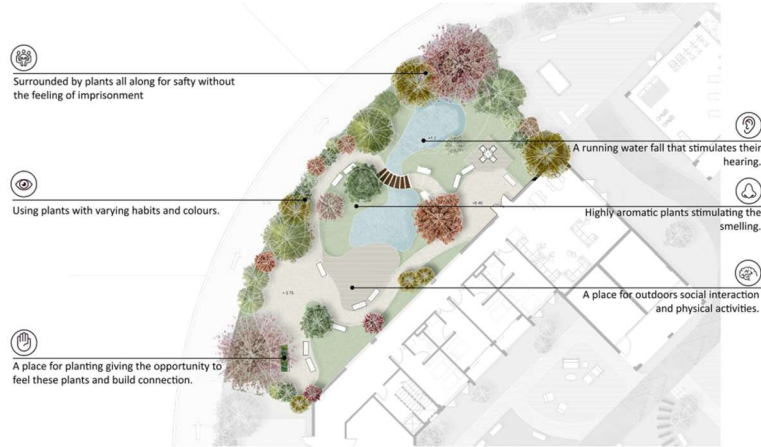 Surrounded by plants all along for safty without
the feeling of imprisonment
Using plants with varying habits and colours.
A place for planting giving the opportunity to
feel these plants and build connection.
A running water fall that stimulates their
hearing.
Highly aromatic plants stimulating the
smelling.
A place for outdoors social interaction
and physical activities.